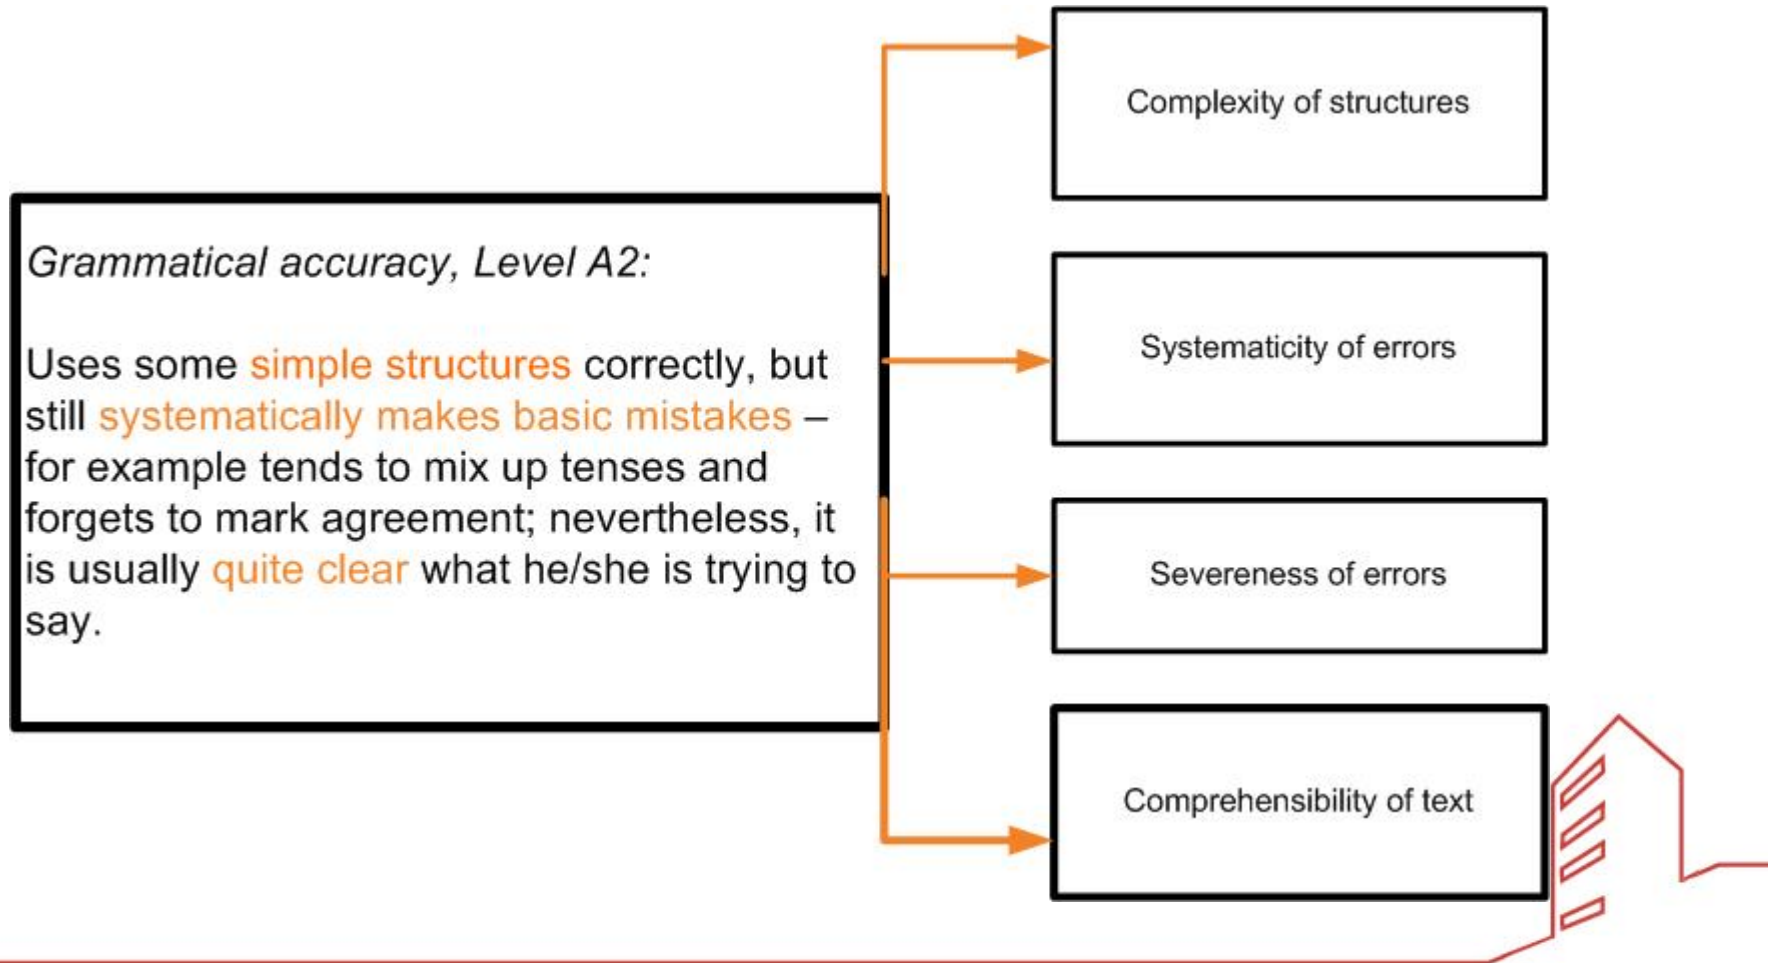 Grammatical accuracy, Level A2:
Uses some simple structures correctly, but
still systematically makes basic mistakes –
for example tends to mix up tenses and
forgets to mark agreement; nevertheless, it
is usually quite clear what he/she is trying to
say.
Complexity of structures
Systematicity of errors
Severeness of errors
Comprehensibility of text